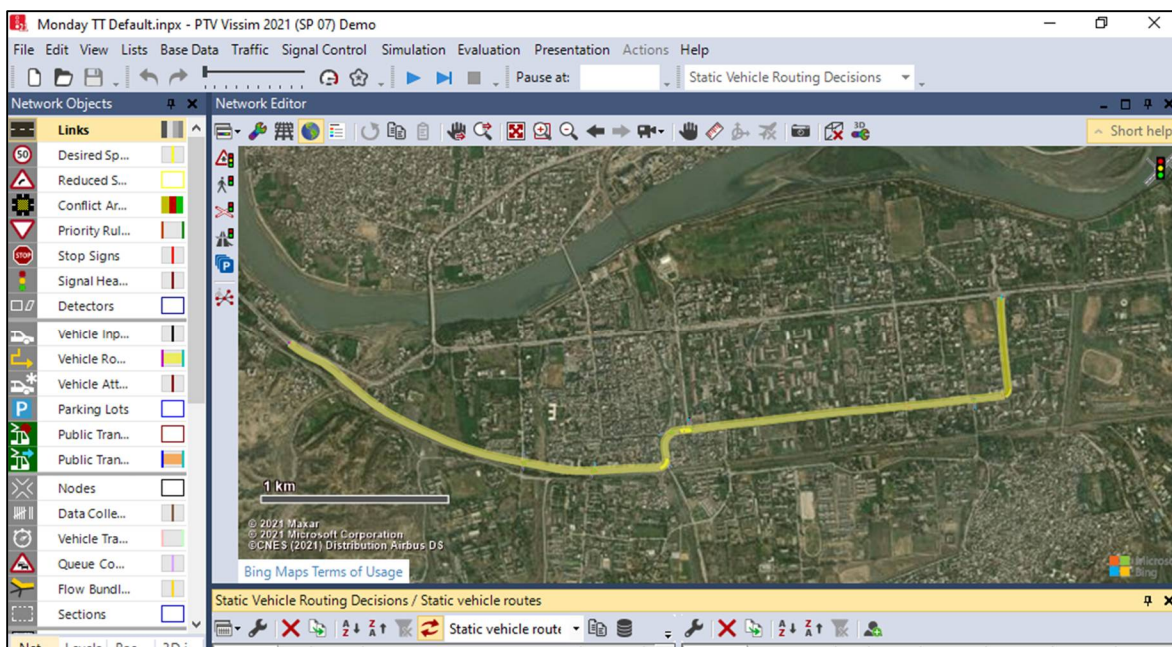 Monday TT Default.inpx - PTV Vissim 2021 (SP 07) Demo
File Edit View Lists Base Data Traffic Signal Control Simulation Evaluation Presentation Actions Help
Pause at: Static Vehicle Routing Decisions
Network Objects
Network Editor
Links
Short help
50 Desired Sp...
Reduced S...
Conflict Ar...
Priority Rul...
STOP Stop Signs
Signal Hea...
Detectors
Vehicle Inp...
Vehicle Ro...
Vehicle Att...
P Parking Lots
Public Tran...
Public Tran...
Nodes
Data Colle...
Vehicle Tra...
Queue Co...
Flow Bundl...
Sections
3D
P
1 km
© 2021 Maxar
© 2021 Microsoft Corporation
©CNES (2021) Distribution Airbus DS
Bing Maps Terms of Usage
Microsoft
Bing
Static Vehicle Routing Decisions / Static vehicle routes
Static vehicle route